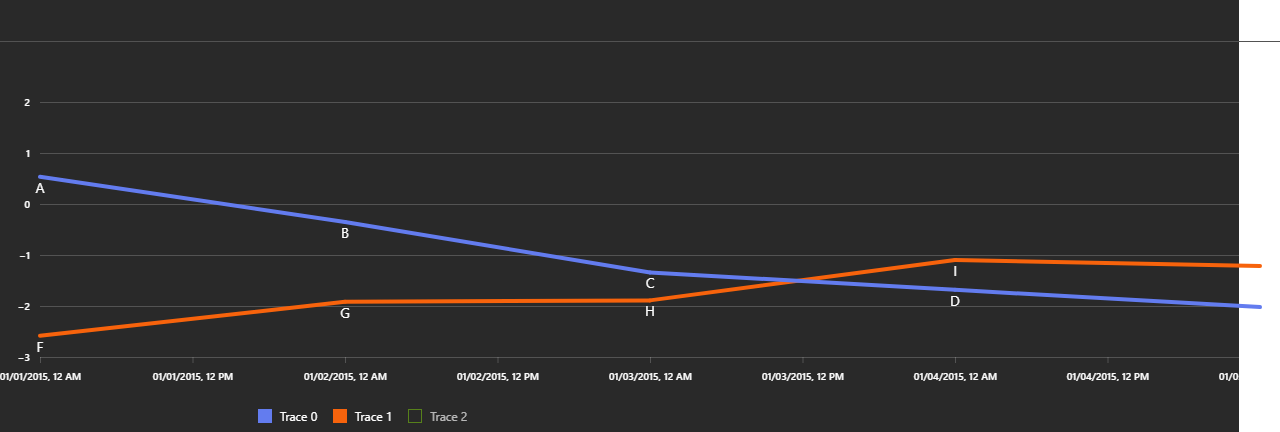 2
1
A
0
B
−1
I
C
D
−2
H
G
F
−3
01/01/2015, 12 AM 01/01/2015, 12 PM 01/02/2015, 12 AM 01/02/2015, 12 PM 01/03/2015, 12 AM 01/03/2015, 12 PM 01/04/2015, 12 AM 01/04/2015, 12 PM
Trace 0 Trace 1 Trace 2